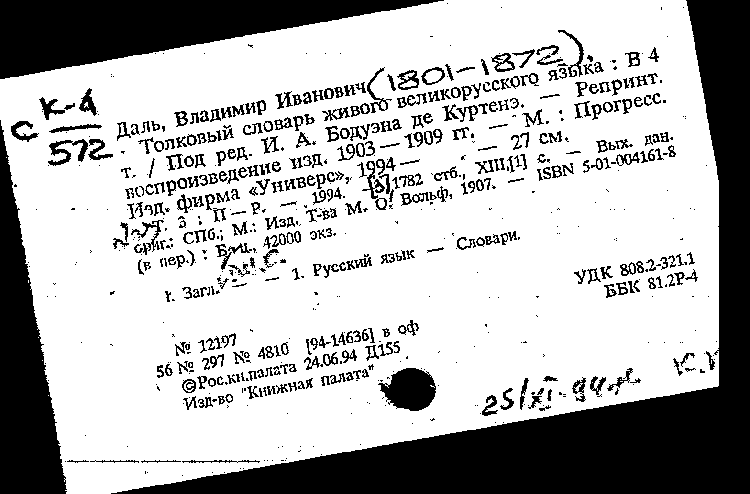 К-4
С 572
Даль, Владимир Иванович (1801-1872).
Толковый словарь живого великорусского языка : В 4
т. / Под ред. И. А. Бодуэна де Куртенэ. — Репринт.
воспроизведение изд. 1903—1909 гг. — М. : Прогресс.
Изд. фирма «Универс», 1994—     — 27 см.
Т. 3 : П—Р. — 1994. — [5] 1782 стб., XIII,[1] с. — Вых. дан.
ориг.: СПб.; М.: Изд. Т-ва М. О. Вольф, 1907. — ISBN 5-01-004161-8
(в пер.) : 42000 экз.
I. Загл. — — 1. Русский язык — Словари.
УДК 808.2-321.1
ББК 81.2Р-4
№ 12197
56 № 297 № 4810 [94-14636] в оф
©Рос.кн.палата 24.06.94 Д155
Изд-во "Книжная палата"
25/XI-94